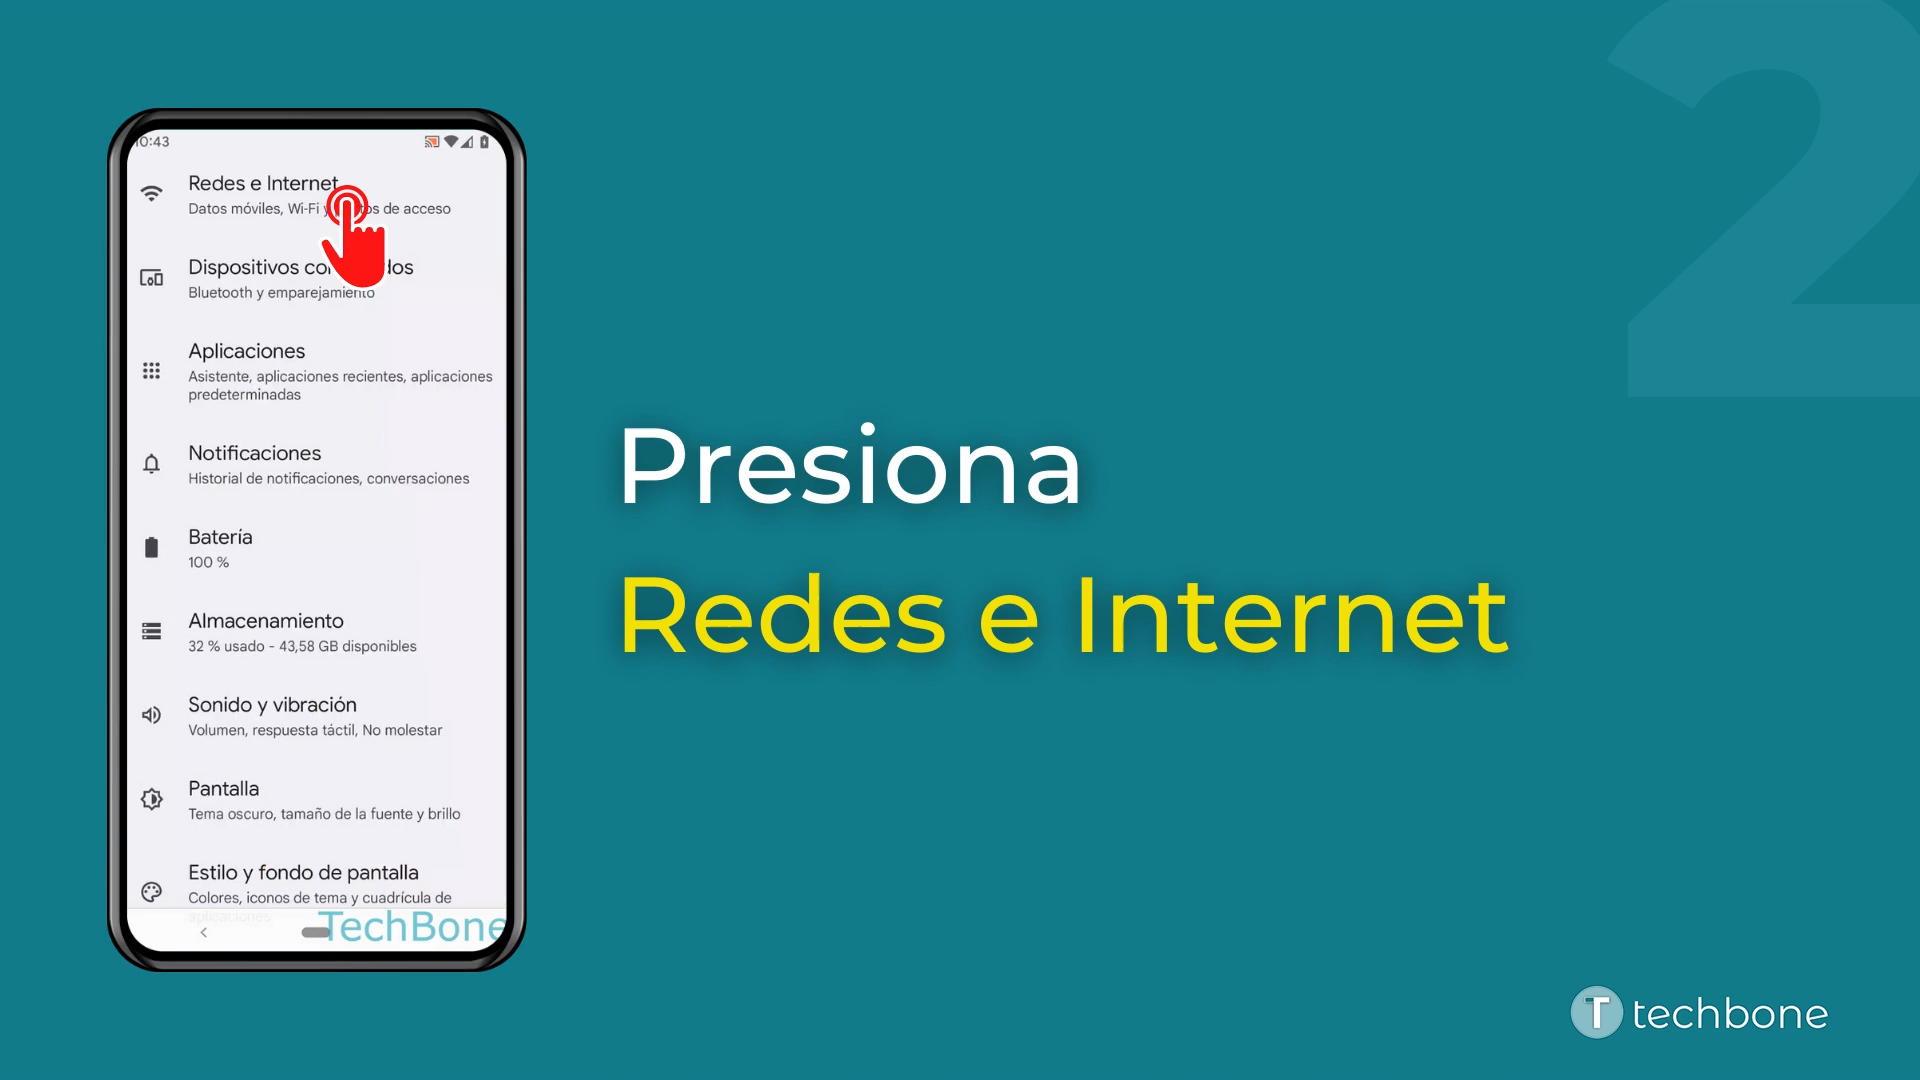 2
10:43
Redes e Internet
Datos móviles, Wi-Fi y de acceso
Dispositivos
Bluetooth y emparejamiento
Aplicaciones
Asistente, aplicaciones recientes, aplicaciones
predeterminadas
Notificaciones
Historial de notificaciones, conversaciones
Batería
100 %
Almacenamiento
32 % usado - 43,58 GB disponibles
Sonido y vibración
Volumen, respuesta táctil, No molestar
Pantalla
Tema oscuro, tamaño de la fuente y brillo
Estilo y fondo de pantalla
Colores, iconos de tema y cuadrícula de
aplicaciones
TechBone
Presiona
Redes e Internet
T techbone